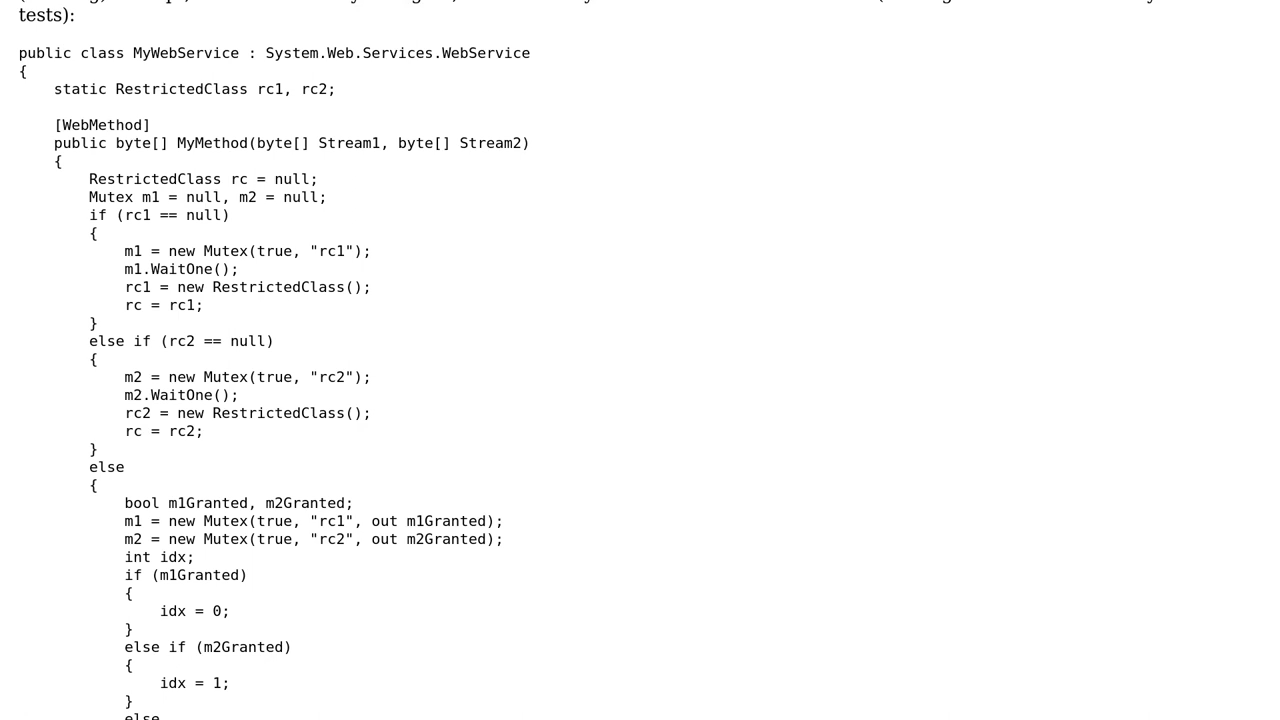 tests):
public class MyWebService : System.Web.Services.WebService
{
    static RestrictedClass rc1, rc2;

    [WebMethod]
    public byte[] MyMethod(byte[] Stream1, byte[] Stream2)
    {
        RestrictedClass rc = null;
        Mutex m1 = null, m2 = null;
        if (rc1 == null)
        {
            m1 = new Mutex(true, "rc1");
            m1.WaitOne();
            rc1 = new RestrictedClass();
            rc = rc1;
        }
        else if (rc2 == null)
        {
            m2 = new Mutex(true, "rc2");
            m2.WaitOne();
            rc2 = new RestrictedClass();
            rc = rc2;
        }
        else
        {
            bool m1Granted, m2Granted;
            m1 = new Mutex(true, "rc1", out m1Granted);
            m2 = new Mutex(true, "rc2", out m2Granted);
            int idx;
            if (m1Granted)
            {
                idx = 0;
            }
            else if (m2Granted)
            {
                idx = 1;
            }
            else